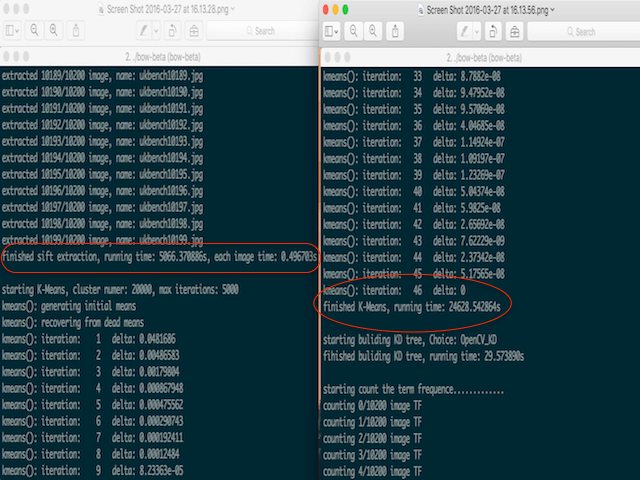 Screen Shot 2016-03-27 at 16.13.28.png
Search
2. ../bow-beta (bow-beta)
extracted 10189/10200 image, name: ukbench10189.jpg
extracted 10190/10200 image, name: ukbench10190.jpg
extracted 10191/10200 image, name: ukbench10191.jpg
extracted 10192/10200 image, name: ukbench10192.jpg
extracted 10193/10200 image, name: ukbench10193.jpg
extracted 10194/10200 image, name: ukbench10194.jpg
extracted 10195/10200 image, name: ukbench10195.jpg
extracted 10196/10200 image, name: ukbench10196.jpg
extracted 10197/10200 image, name: ukbench10197.jpg
extracted 10198/10200 image, name: ukbench10198.jpg
extracted 10199/10200 image, name: ukbench10199.jpg
finished sift extraction, running time: 5066.370886s, each image time: 0.496703s
starting K-Means, cluster numer: 20000, max iterations: 5000
kmeans(): generating initial means
kmeans(): recovering from dead means
kmeans(): iteration: 1 delta: 0.0481686
kmeans(): iteration: 2 delta: 0.00486583
kmeans(): iteration: 3 delta: 0.00179804
kmeans(): iteration: 4 delta: 0.000867948
kmeans(): iteration: 5 delta: 0.000475562
kmeans(): iteration: 6 delta: 0.000290743
kmeans(): iteration: 7 delta: 0.000192411
kmeans(): iteration: 8 delta: 0.00012484
kmeans(): iteration: 9 delta: 8.23363e-05
Screen Shot 2016-03-27 at 16.13.56.png
Search
2. ../bow-beta (bow-beta)
kmeans(): iteration: 33 delta: 8.7882e-08
kmeans(): iteration: 34 delta: 9.47952e-08
kmeans(): iteration: 35 delta: 9.57069e-08
kmeans(): iteration: 36 delta: 4.04685e-08
kmeans(): iteration: 37 delta: 1.14924e-07
kmeans(): iteration: 38 delta: 1.09197e-07
kmeans(): iteration: 39 delta: 1.23269e-07
kmeans(): iteration: 40 delta: 5.04374e-08
kmeans(): iteration: 41 delta: 5.9825e-08
kmeans(): iteration: 42 delta: 2.65692e-08
kmeans(): iteration: 43 delta: 7.62229e-09
kmeans(): iteration: 44 delta: 2.37342e-08
kmeans(): iteration: 45 delta: 5.17565e-08
kmeans(): iteration: 46 delta: 0
finished K-Means, running time: 24628.542864s
starting buliding KD tree, Choice: OpenCV_KD
fihished buliding KD tree, running time: 29.573890s
starting count the term frequence.............
counting 0/10200 image TF
counting 1/10200 image TF
counting 2/10200 image TF
counting 3/10200 image TF
counting 4/10200 image TF